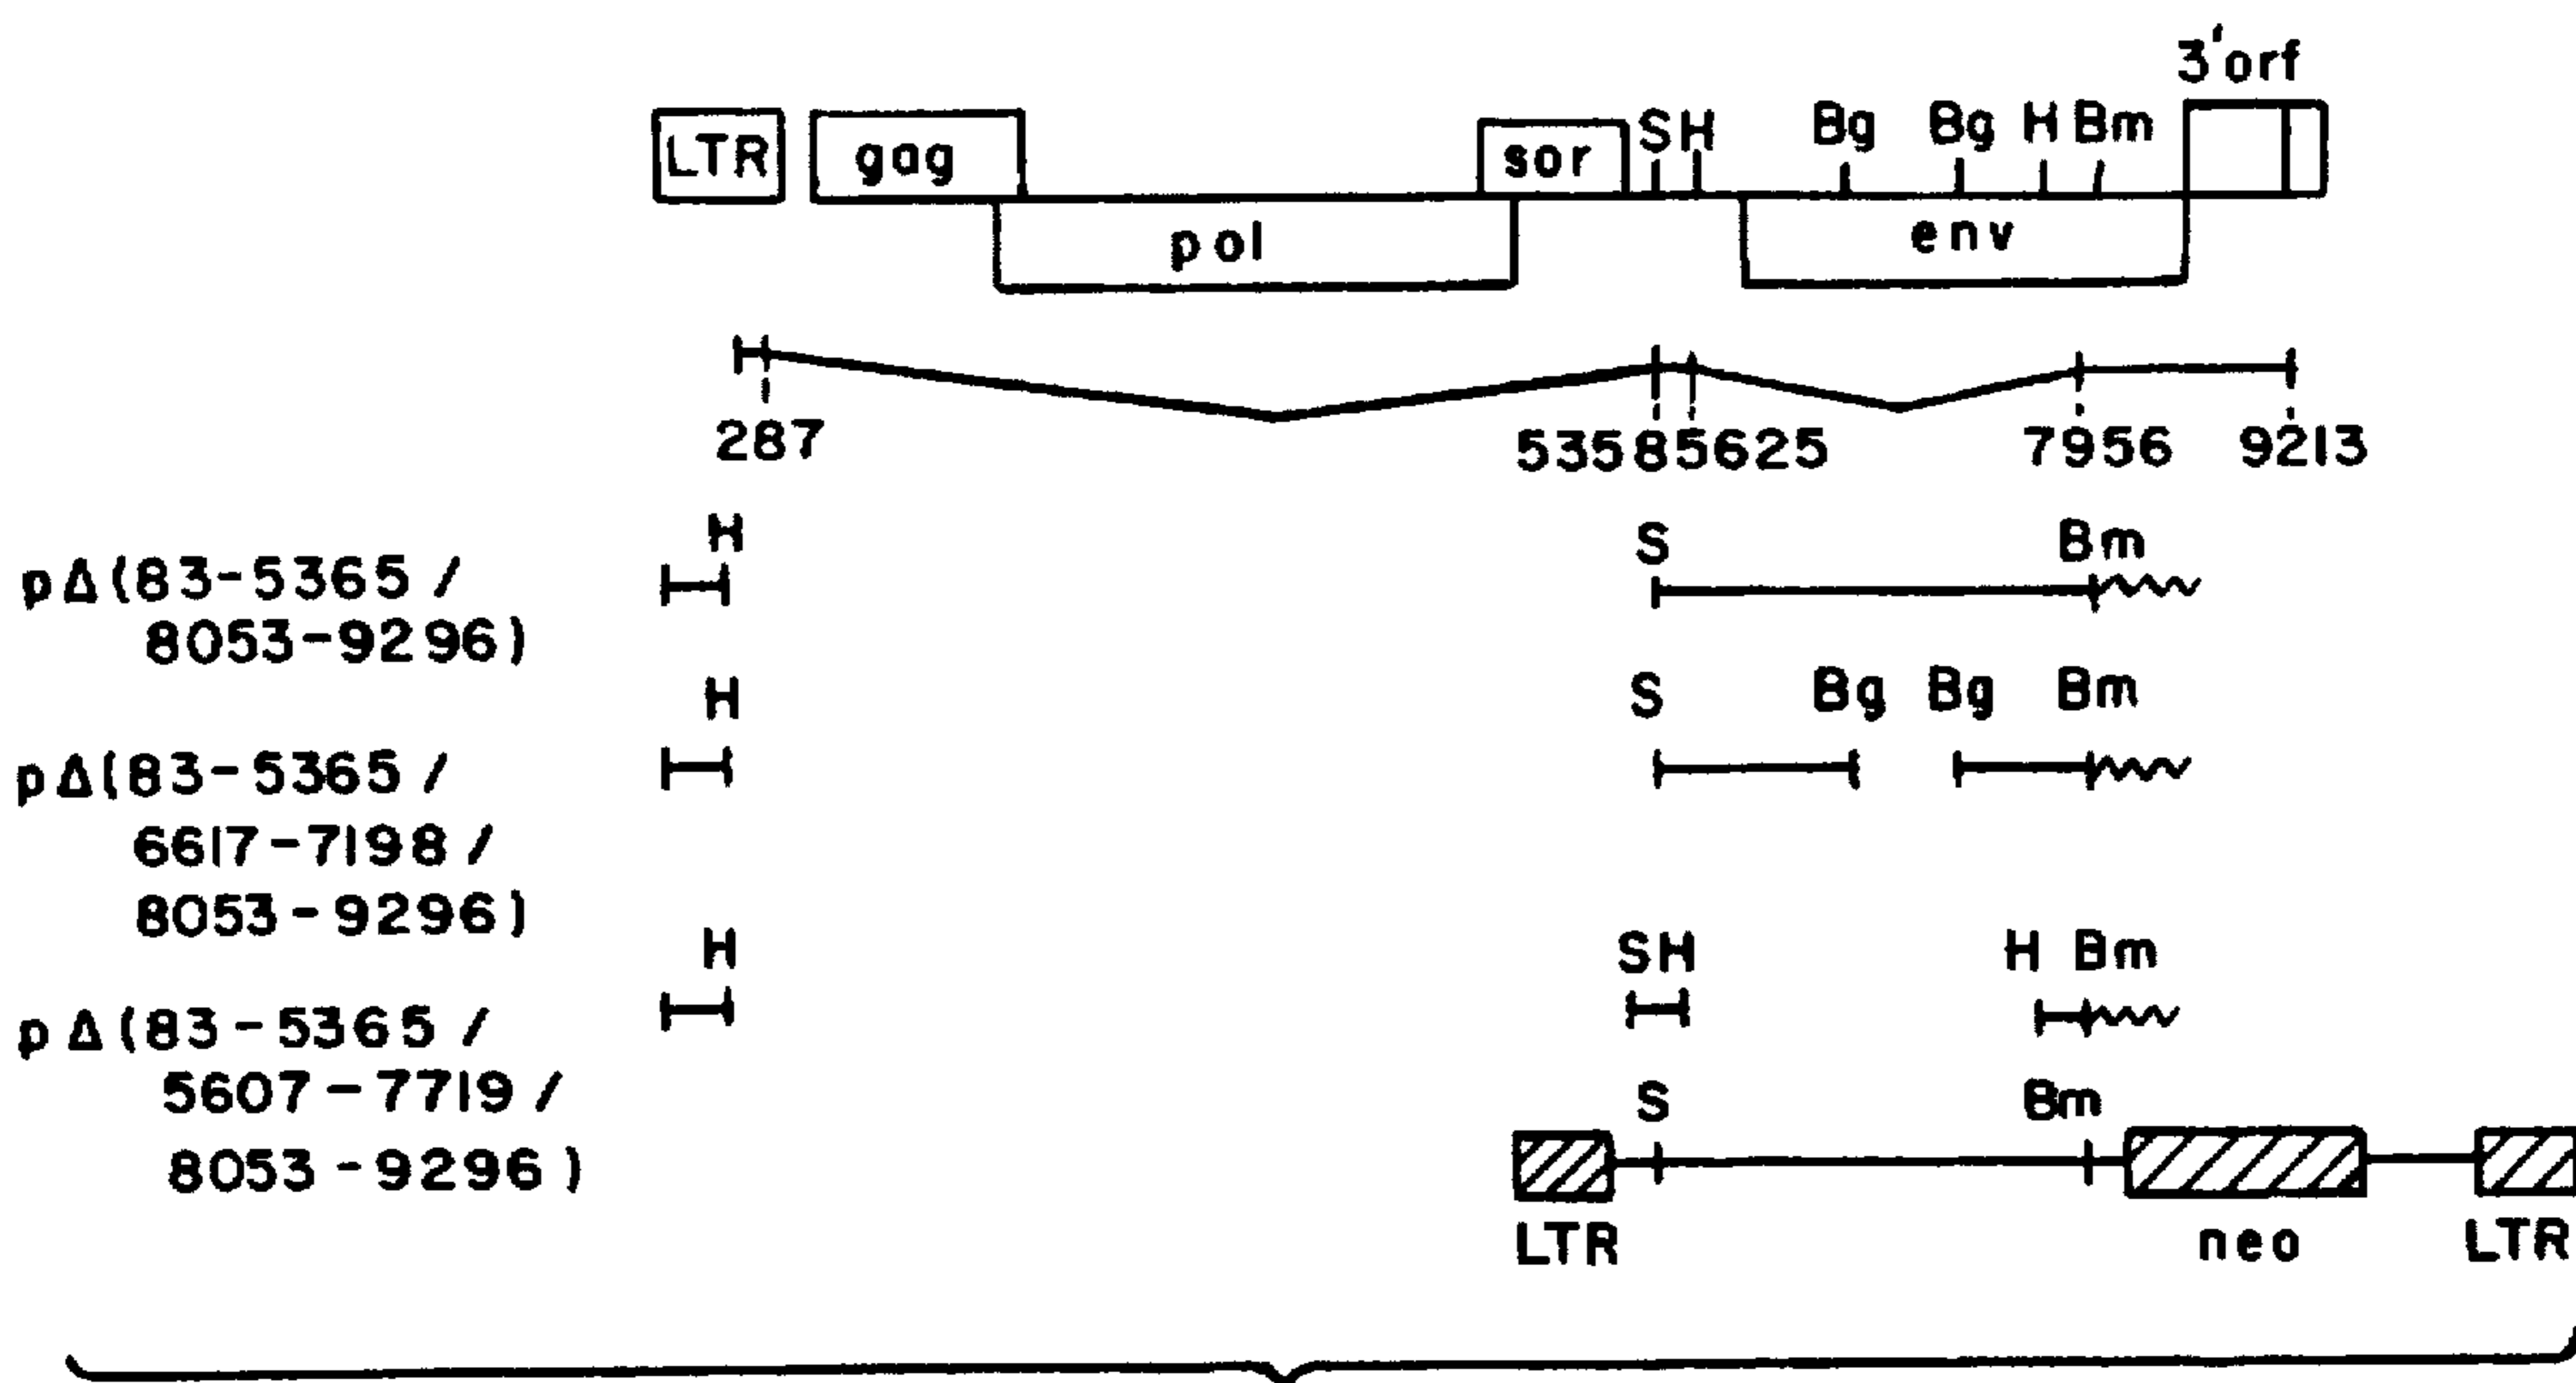 3'orf
LTR gag sor S H Bg Bg H Bm
pol env
287 5358 5625 7956 9213
H S Bm
pΔ(83-5365 /
8053-9296)
H S Bg Bg Bm
pΔ(83-5365 /
6617-7198 /
8053-9296)
H SH H Bm
pΔ(83-5365 /
5607-7719 /
8053-9296)
S Bm
LTR neo LTR